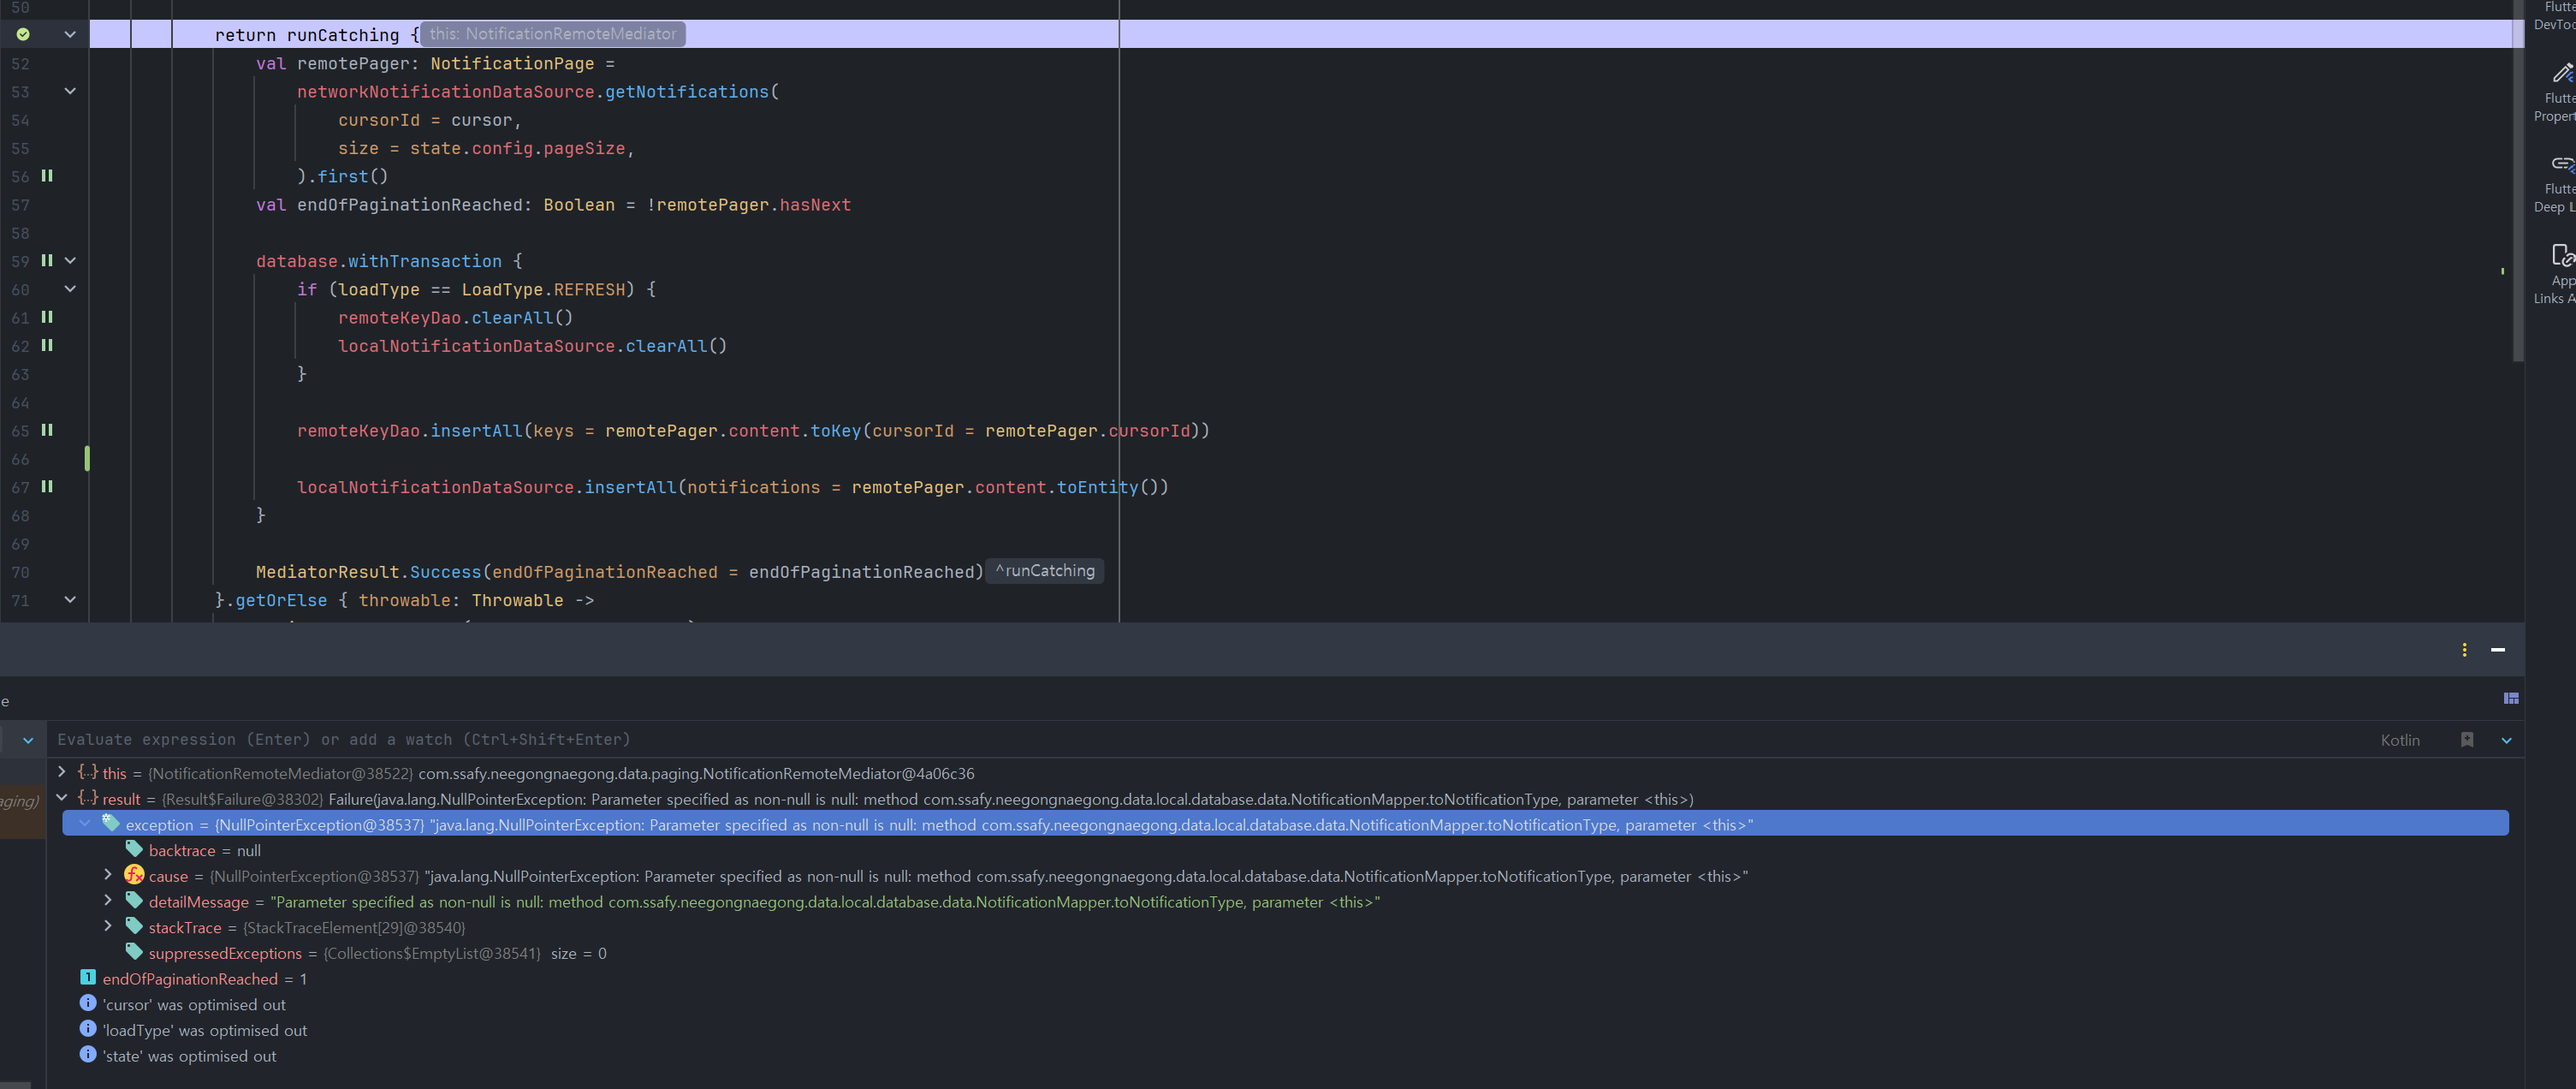 50
return runCatching { this: NotificationRemoteMediator
52 val remotePager: NotificationPage =
53 networkNotificationDataSource.getNotifications(
54 cursorId = cursor,
55 size = state.config.pageSize,
56 ).first()
57 val endOfPaginationReached: Boolean = !remotePager.hasNext
58
59 database.withTransaction {
60 if (loadType == LoadType.REFRESH) {
61 remoteKeyDao.clearAll()
62 localNotificationDataSource.clearAll()
63 }
64
65 remoteKeyDao.insertAll(keys = remotePager.content.toKey(cursorId = remotePager.cursorId))
66
67 localNotificationDataSource.insertAll(notifications = remotePager.content.toEntity())
68 }
69
70 MediatorResult.Success(endOfPaginationReached = endOfPaginationReached) ^runCatching
71 }.getOrElse { throwable: Throwable ->
Flutte
DevToo
Flutte
Propert
Flutte
Deep L
App
Links A
e
Evaluate expression (Enter) or add a watch (Ctrl+Shift+Enter)
Kotlin
aging)
this = {NotificationRemoteMediator@38522} com.ssafy.neegongnaegong.data.paging.NotificationRemoteMediator@4a06c36
result = {Result$Failure@38302} Failure(java.lang.NullPointerException: Parameter specified as non-null is null: method com.ssafy.neegongnaegong.data.local.database.data.NotificationMapper.toNotificationType, parameter <this>)
exception = {NullPointerException@38537} "java.lang.NullPointerException: Parameter specified as non-null is null: method com.ssafy.neegongnaegong.data.local.database.data.NotificationMapper.toNotificationType, parameter <this>"
backtrace = null
cause = {NullPointerException@38537} "java.lang.NullPointerException: Parameter specified as non-null is null: method com.ssafy.neegongnaegong.data.local.database.data.NotificationMapper.toNotificationType, parameter <this>"
detailMessage = "Parameter specified as non-null is null: method com.ssafy.neegongnaegong.data.local.database.data.NotificationMapper.toNotificationType, parameter <this>"
stackTrace = {StackTraceElement[29]@38540}
suppressedExceptions = {Collections$EmptyList@38541} size = 0
endOfPaginationReached = 1
'cursor' was optimised out
'loadType' was optimised out
'state' was optimised out